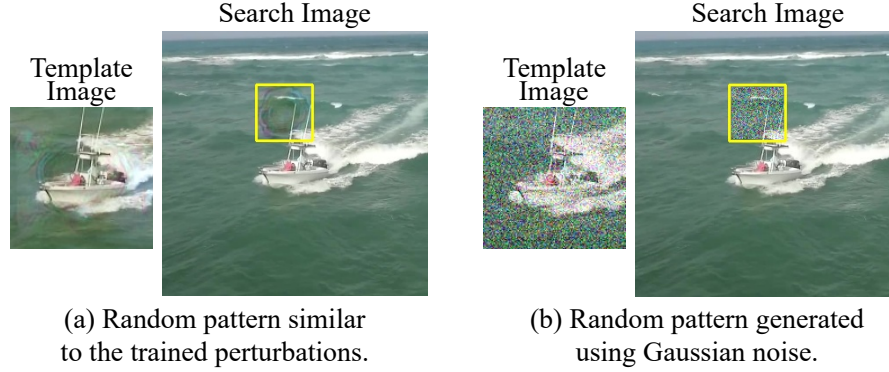 Search Image
Template
Image
(a) Random pattern similar
to the trained perturbations.
Search Image
Template
Image
(b) Random pattern generated
using Gaussian noise.